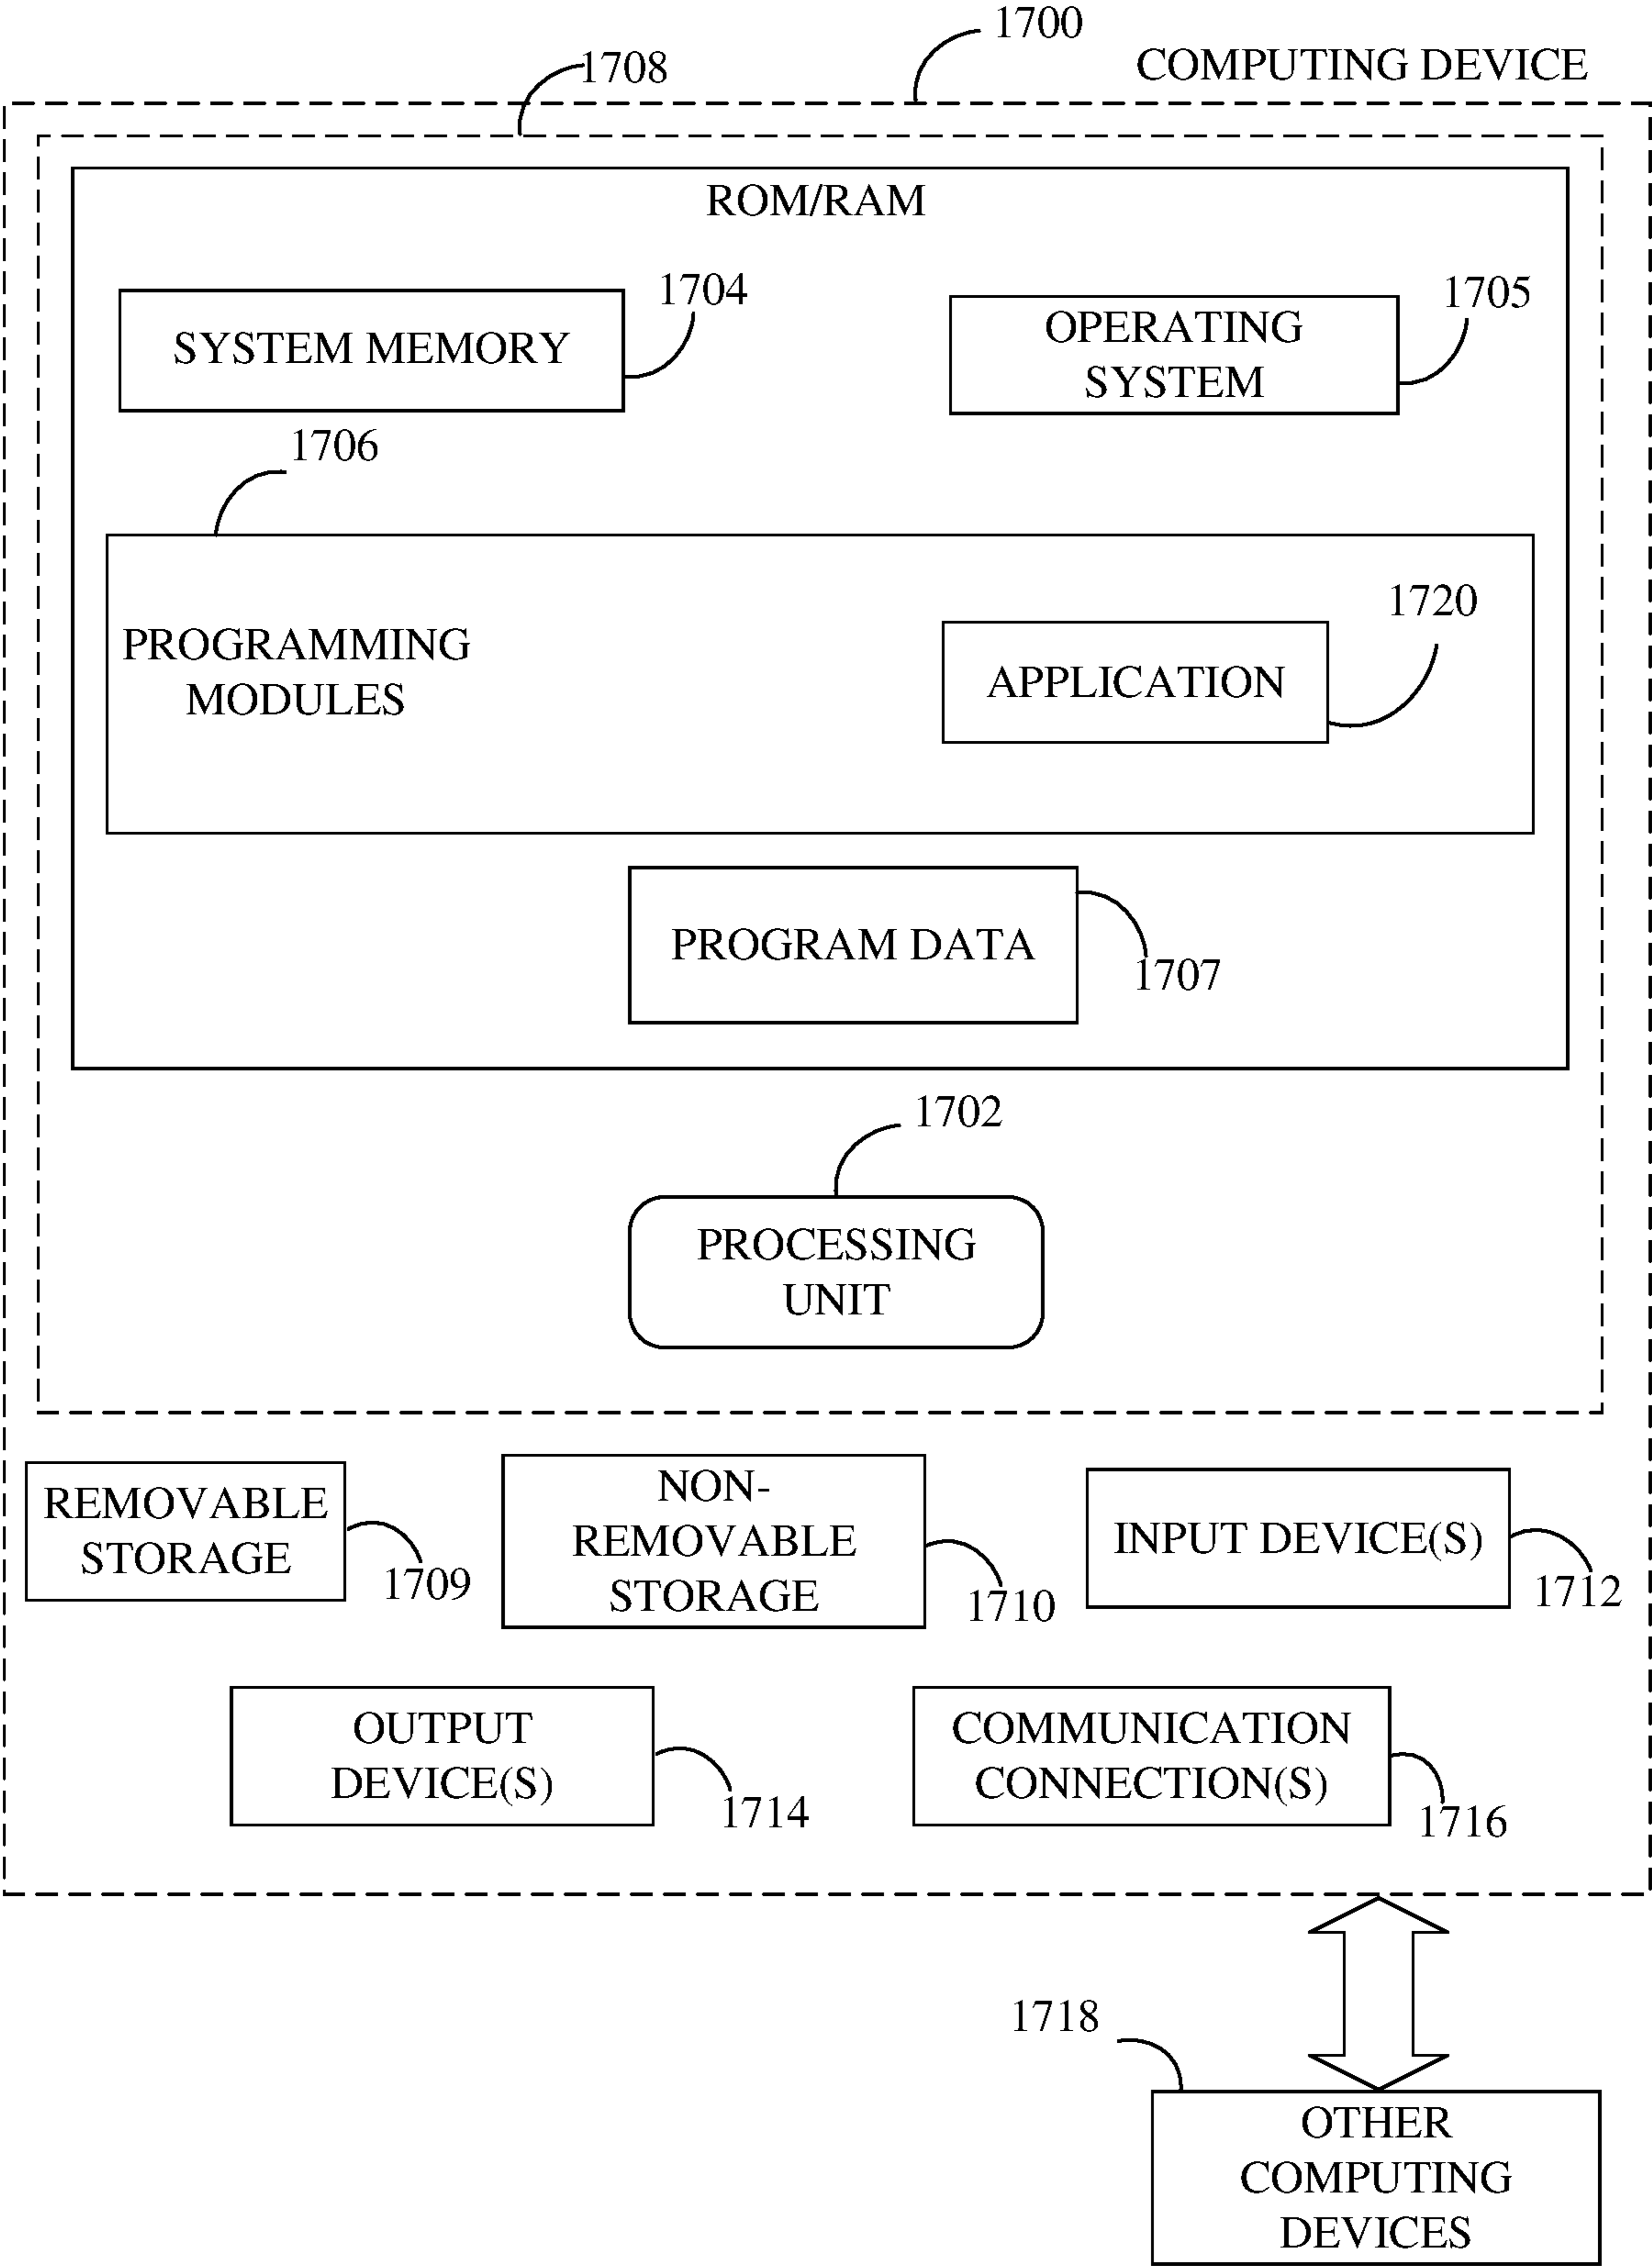 1700
COMPUTING DEVICE
1708
ROM/RAM
SYSTEM MEMORY
1704
OPERATING
SYSTEM
1705
1706
PROGRAMMING
MODULES
APPLICATION
1720
PROGRAM DATA
1707
1702
PROCESSING
UNIT
REMOVABLE
STORAGE
1709
NON-
REMOVABLE
STORAGE
1710
INPUT DEVICE(S)
1712
OUTPUT
DEVICE(S)
1714
COMMUNICATION
CONNECTION(S)
1716
1718
OTHER
COMPUTING
DEVICES